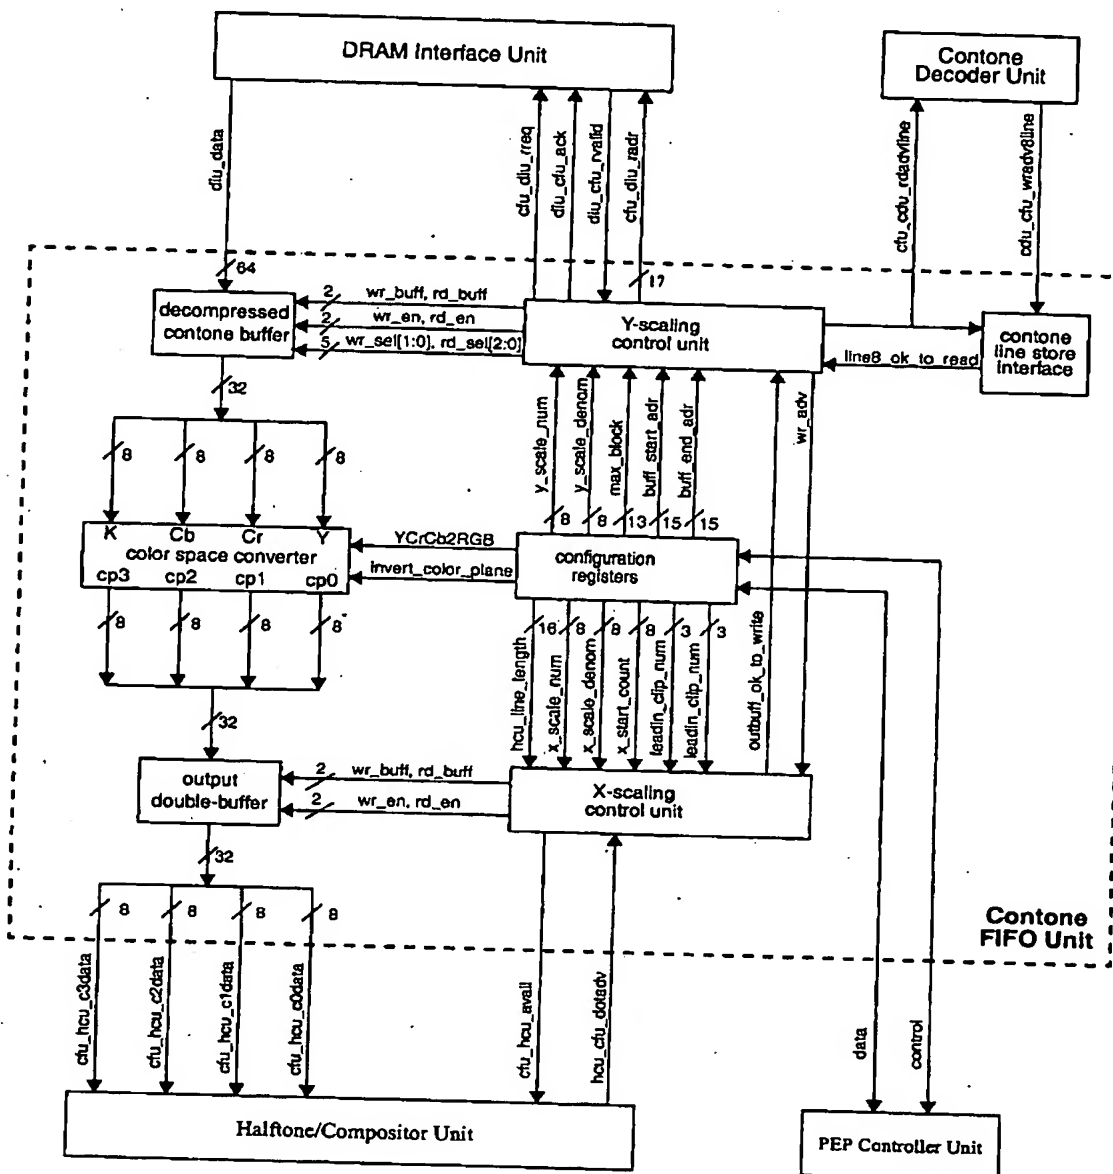 DRAM Interface Unit
Contone
Decoder Unit
diu_data
cfu_diu_rreq
diu_cfu_ack
diu_cfu_rvalid
cfu_diu_radr
cfu_cdu_rdadvline
cdu_cfu_wradv8line
64
17
decompressed
contone buffer
2
wr_buff, rd_buff
2
wr_en, rd_en
5
wr_sel[1:0], rd_sel[2:0]
Y-scaling
control unit
line8_ok_to_read
contone
line store
interface
32
8
8
8
8
y_scale_num
y_scale_denom
max_block
buff_start_adr
buff_end_adr
wr_adv
8
8
13
15
15
K
Cb
Cr
Y
color space converter
cp3
cp2
cp1
cp0
YCrCb2RGB
invert_color_plane
configuration
registers
8
8
8
8
16
8
8
8
3
3
hcu_line_length
x_scale_num
x_scale_denom
x_start_count
leadin_clip_num
leadin_clip_num
outbuff_ok_to_write
32
output
double-buffer
2
wr_buff, rd_buff
2
wr_en, rd_en
X-scaling
control unit
32
8
8
8
8
Contone
FIFO Unit
cfu_hcu_c3data
cfu_hcu_c2data
cfu_hcu_c1data
cfu_hcu_c0data
cfu_hcu_avail
hcu_cfu_dotadv
data
control
Halftone/Compositor Unit
PEP Controller Unit